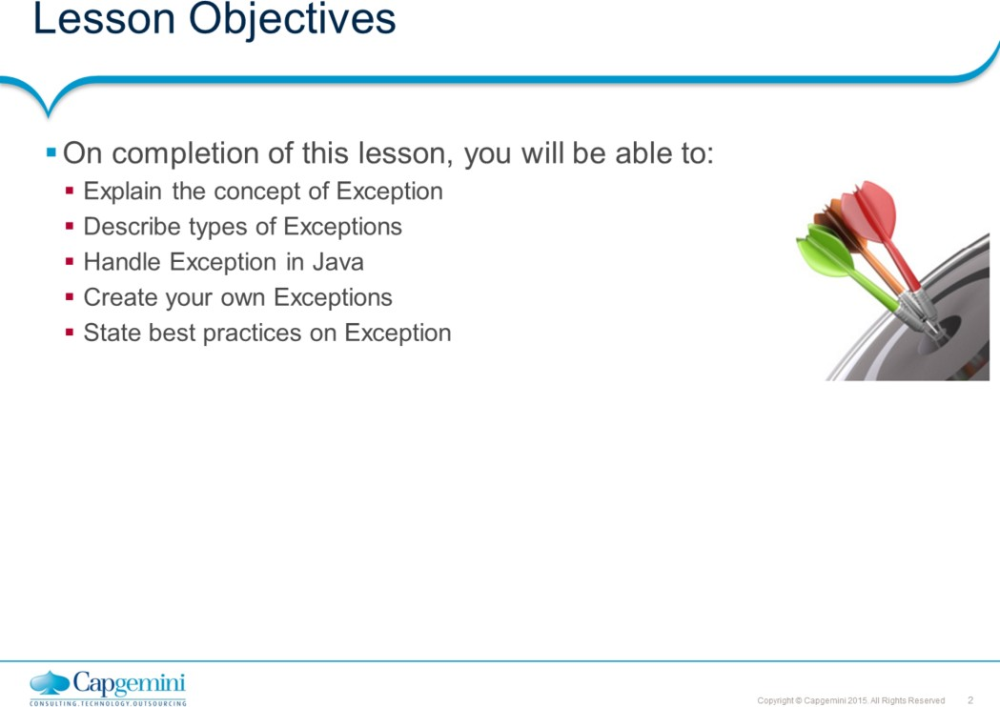 Lesson Objectives
On completion of this lesson, you will be able to:
Explain the concept of Exception
Describe types of Exceptions
Handle Exception in Java
Create your own Exceptions
State best practices on Exception
Capgemini
CONSULTING.TECHNOLOGY.OUTSOURCING
Copyright © Capgemini 2015. All Rights Reserved 2